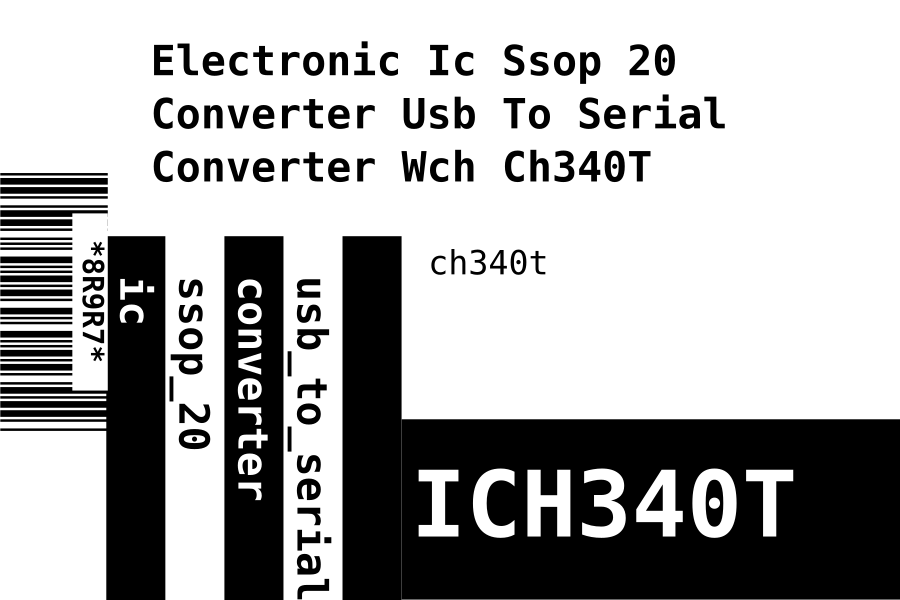 Electronic Ic Ssop 20
Converter Usb To Serial
Converter Wch Ch340T
*8R9R7*
ic
ssop_20
converter
usb_to_serial
ch340t
ICH340T